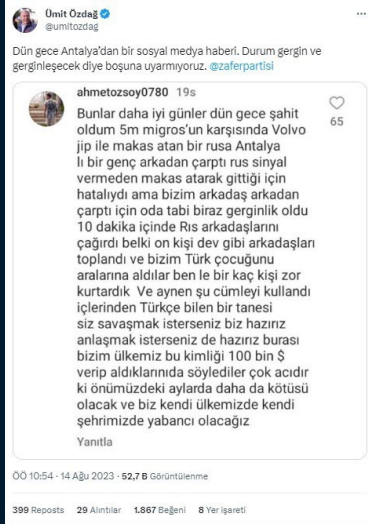 Ümit Özdağ
@umitozdag
Dün gece Antalya'dan bir sosyal medya haberi. Durum gergin ve
gerginleşecek diye boşuna uyarmıyoruz. @zaferpartisi
ahmetozsoy0780 19s
Bunlar daha iyi günler dün gece şahit
oldum 5m migros'un karşısında Volvo
jip ile makas atan bir rusa Antalya
lı bir genç arkadan çarptı rus sinyal
vermeden makas atarak gittiği için
hatalıydı ama bizim arkadaş arkadan
çarptı için oda tabi biraz gerginlik oldu
10 dakika içinde Rıs arkadaşlarını
çağırdı belki on kişi dev gibi arkadaşları
toplandı ve bizim Türk çocuğunu
aralarına aldılar ben le bir kaç kişi zor
kurtardık Ve aynen şu cümleyi kullandı
içlerinden Türkçe bilen bir tanesi
siz savaşmak isterseniz biz hazırız
anlaşmak isterseniz de hazırız burası
bizim ülkemiz bu kimliği 100 bin $
verip aldıklarınıda söylediler çok acıdır
ki önümüzdeki aylarda daha da kötüsü
olacak ve biz kendi ülkemizde kendi
şehrimizde yabancı olacağız
65
Yanıtla
ÖÖ 10:54 · 14 Ağu 2023 · 52,7 B Görüntülenme
399 Reposts 29 Alıntılar 1.867 Beğeni 8 Yer işareti